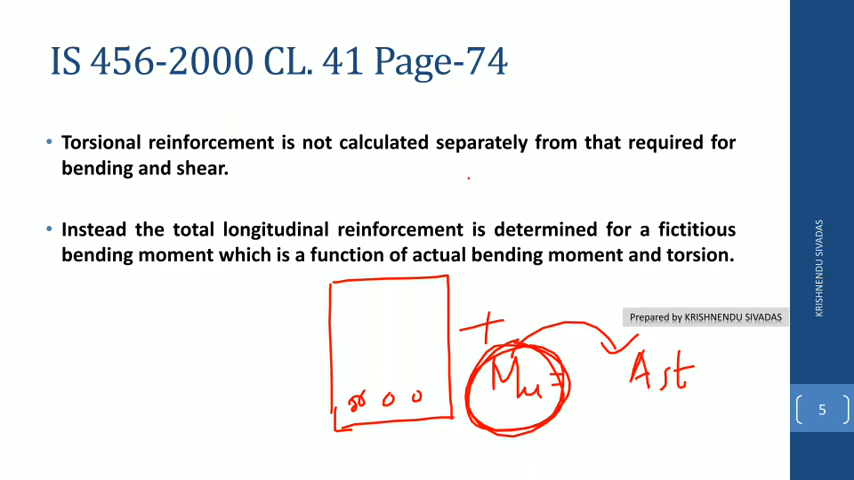 IS 456-2000 CL. 41 Page-74
• Torsional reinforcement is not calculated separately from that required for
bending and shear.
• Instead the total longitudinal reinforcement is determined for a fictitious
bending moment which is a function of actual bending moment and torsion.
+
Mu =
Ast
Prepared by KRISHNENDU SIVADAS
KRISHNENDU SIVADAS
5